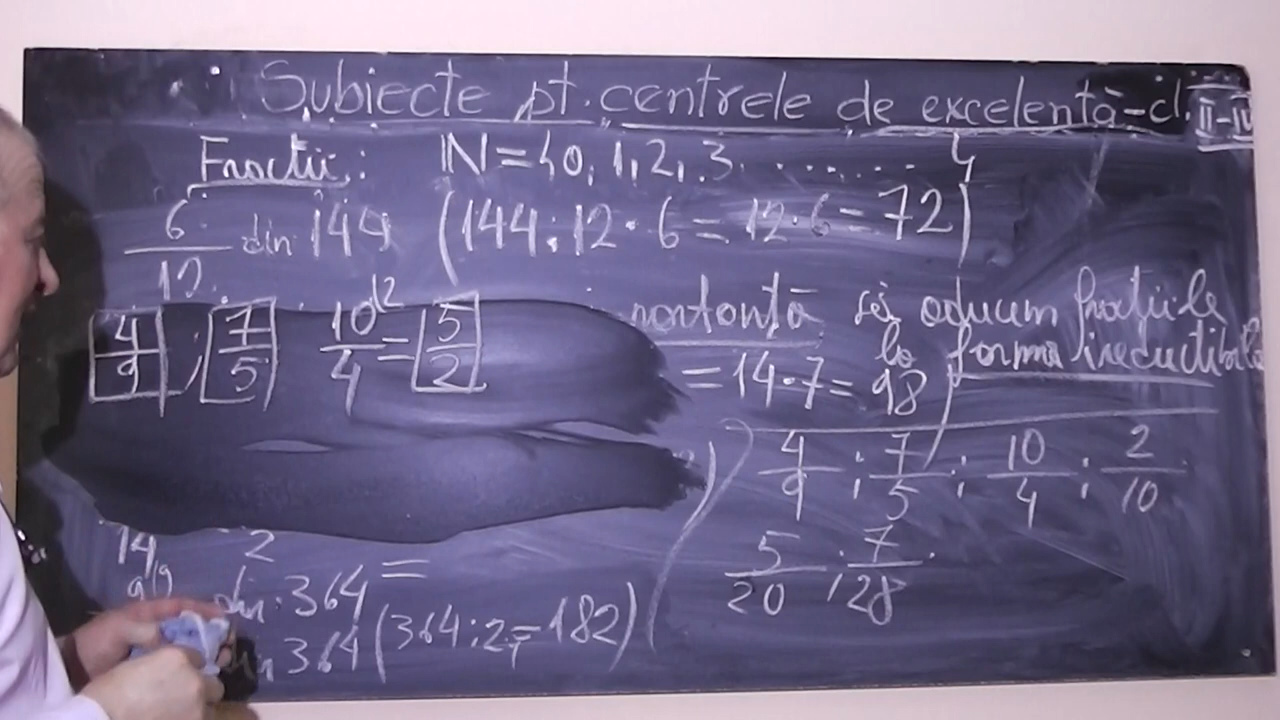 Subiecte pt. centrele de excelență-cl. II-IV
Fracții: N={0, 1, 2, 3 . . . . . . . . }
6/12 din 144 (144:12·6=12·6=72)
4/9 ; 7/5 10/4 = 5/2
să aducem fracțiile
la forma ireductibilă
=14·7=98
4/9 ; 7/5 ; 10/4 ; 2/10
5/20 ; 7/28
14 2
din 364 =
din 364 (364:2=182)